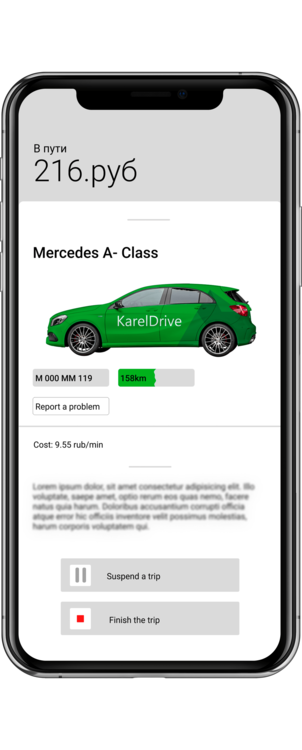 В пути
216.руб
Mercedes A- Class
KarelDrive
M 000 MM 119
158km
Report a problem
Cost: 9.55 rub/min
Lorem ipsum dolor, sit amet consectetur adipisicing elit. Illo
voluptate, saepe amet, optio rerum eos quas nemo, facere
natus quia harum. Doloribus accusantium corrupti officia
atque error hic officiis inventore velit possimus molestias,
harum corporis voluptatem qui.
Suspend a trip
Finish the trip